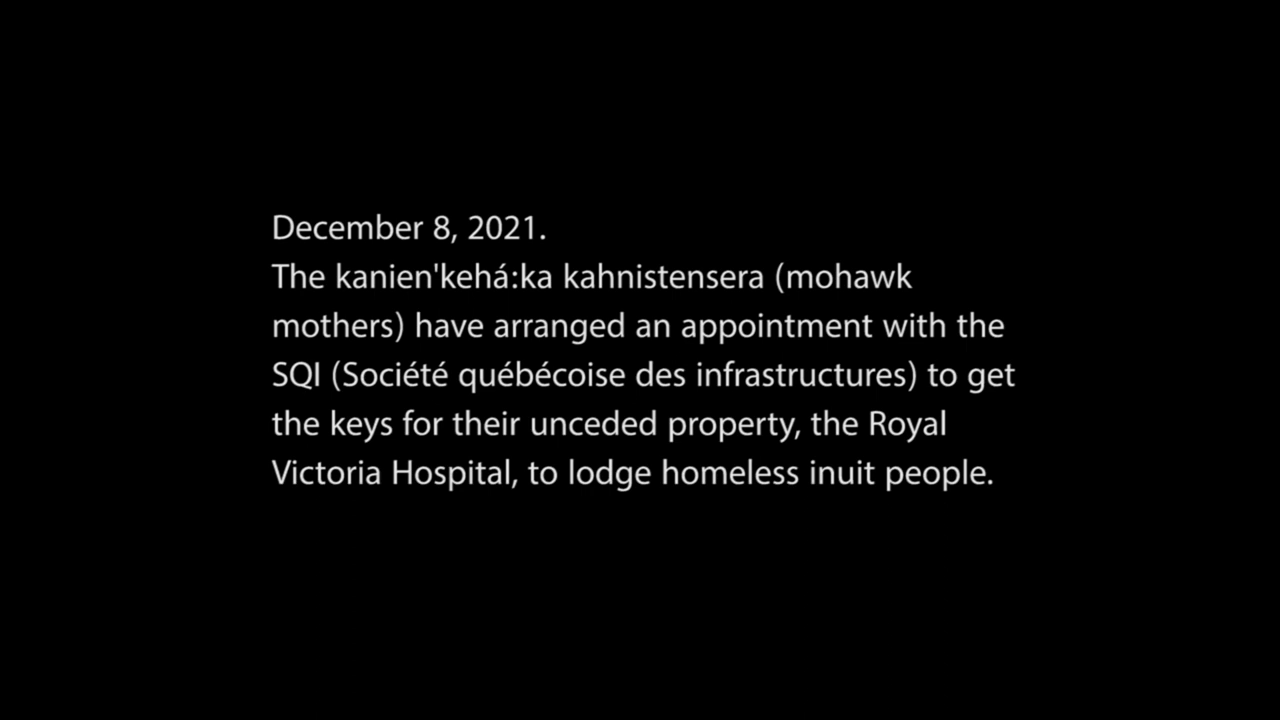 December 8, 2021.
The kanien'kehá:ka kahnistensera (mohawk
mothers) have arranged an appointment with the
SQI (Société québécoise des infrastructures) to get
the keys for their unceded property, the Royal
Victoria Hospital, to lodge homeless inuit people.